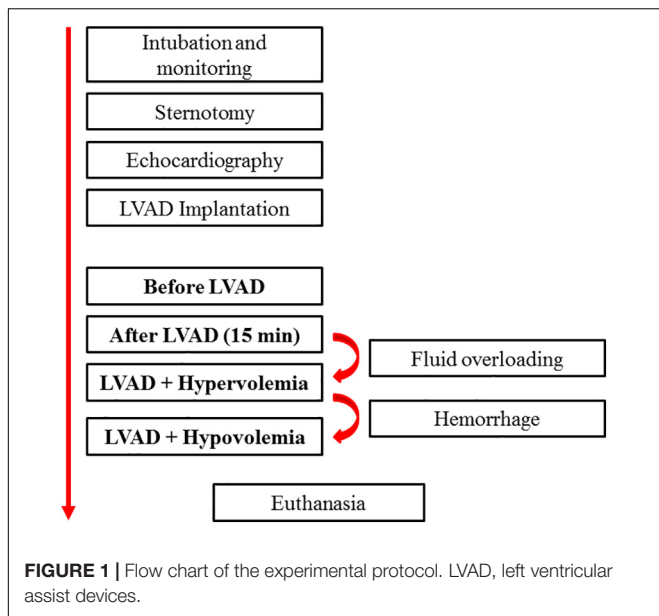 Intubation and
monitoring
Sternotomy
Echocardiography
LVAD Implantation
Before LVAD
After LVAD (15 min)
Fluid overloading
LVAD + Hypervolemia
Hemorrhage
LVAD + Hypovolemia
Euthanasia
FIGURE 1 | Flow chart of the experimental protocol. LVAD, left ventricular
assist devices.